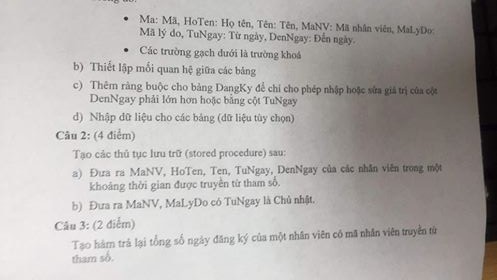 • Ma: Mã, HoTen: Họ tên, Tên: Tên, MaNV: Mã nhân viên, MaLyDo:
Mã lý do, TuNgay: Từ ngày, DenNgay: Đến ngày.
• Các trường gạch dưới là trường khoá
b) Thiết lập mối quan hệ giữa các bảng
c) Thêm ràng buộc cho bảng DangKy để chỉ cho phép nhập hoặc sửa giá trị của cột
DenNgay phải lớn hơn hoặc bằng cột TuNgay
d) Nhập dữ liệu cho các bảng (dữ liệu tùy chọn)
Câu 2: (4 điểm)
Tạo các thủ tục lưu trữ (stored procedure) sau:
a) Đưa ra MaNV, HoTen, Ten, TuNgay, DenNgay của các nhân viên trong một
khoảng thời gian được truyền từ tham số.
b) Đưa ra MaNV, MaLyDo có TuNgay là Chủ nhật.
Câu 3: (2 điểm)
Tạo hàm trả lại tổng số ngày đăng ký của một nhân viên có mã nhân viên truyền từ
tham số.